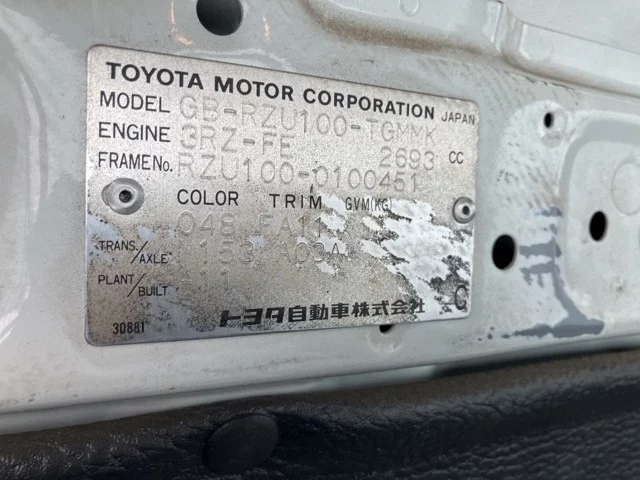 TOYOTA MOTOR CORPORATION JAPAN
MODEL GB-RZU100-TGMMK
ENGINE 3RZ-FE 2693 CC
FRAME No. RZU100-0100451
COLOR TRIM GVM(KG)
048 FA11
TRANS./AXLE A03A
PLANT/BUILT
C
30881 トヨタ自動車株式会社